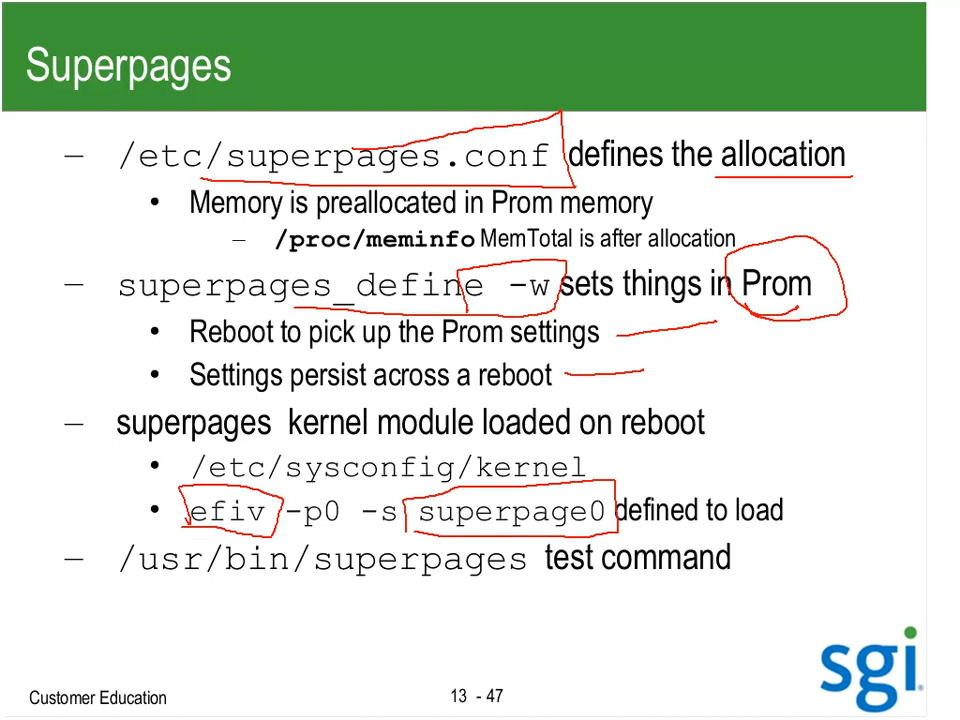 Superpages
– /etc/superpages.conf defines the allocation
• Memory is preallocated in Prom memory
– /proc/meminfo MemTotal is after allocation
– superpages_define -w sets things in Prom
• Reboot to pick up the Prom settings
• Settings persist across a reboot
– superpages kernel module loaded on reboot
• /etc/sysconfig/kernel
• efiv -p0 -s superpage0 defined to load
– /usr/bin/superpages test command
sgi
Customer Education
13 - 47